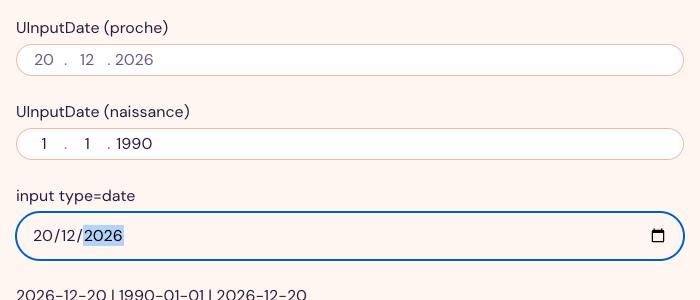 UInputDate (proche)
20 . 12 . 2026
UInputDate (naissance)
1 . 1 . 1990
input type=date
20/12/2026
2026-12-20 | 1990-01-01 | 2026-12-20